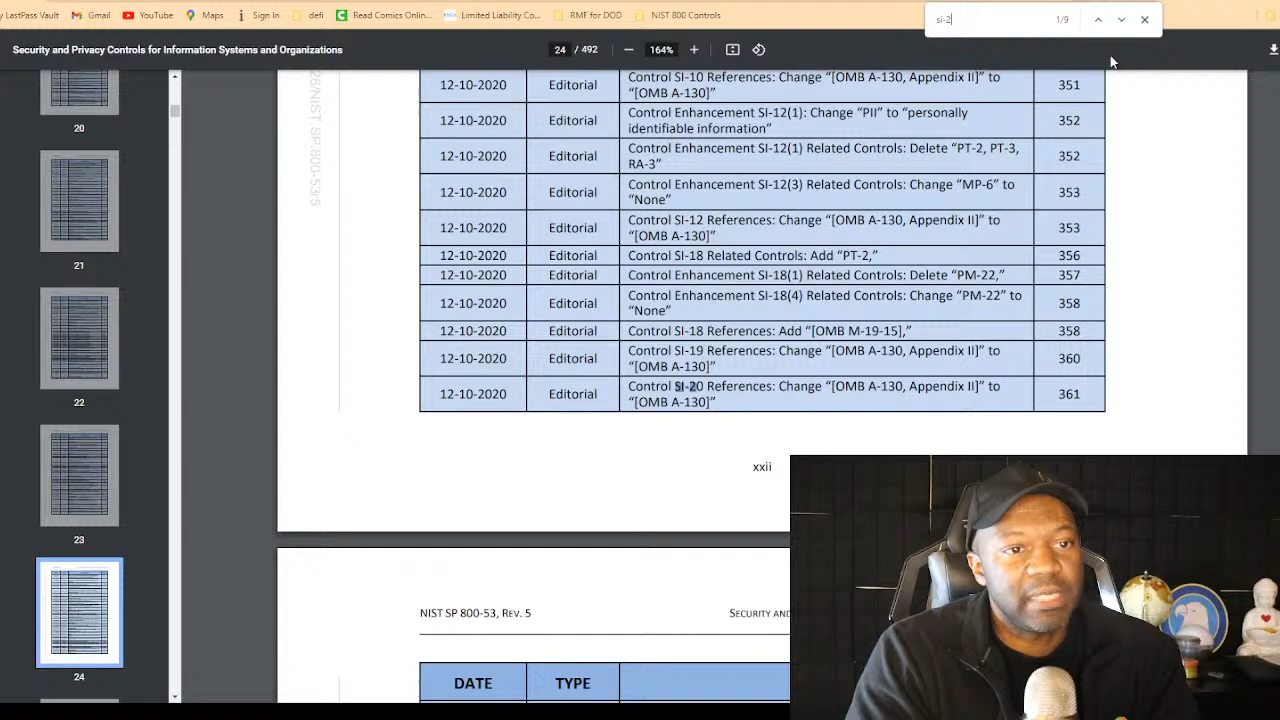 LastPass Vault
Gmail
YouTube
Maps
Sign In
defi
Read Comics Onlin...
Limited Liability Co...
RMF for DOD
NIST 800 Controls
si-2
1/9
Security and Privacy Controls for Information Systems and Organizations
24 / 492
164%
20
21
22
23
24
12-10-2020 Editorial Control SI-10 References: Change “[OMB A-130, Appendix II]” to 351
“[OMB A-130]”
12-10-2020 Editorial Control Enhancement SI-12(1): Change “PII” to “personally 352
identifiable information”
12-10-2020 Editorial Control Enhancement SI-12(1) Related Controls: Delete “PT-2, PT-3, 352
RA-3”
12-10-2020 Editorial Control Enhancement SI-12(3) Related Controls: Change “MP-6” to 353
“None”
12-10-2020 Editorial Control SI-12 References: Change “[OMB A-130, Appendix II]” to 353
“[OMB A-130]”
12-10-2020 Editorial Control SI-18 Related Controls: Add “PT-2,” 356
12-10-2020 Editorial Control Enhancement SI-18(1) Related Controls: Delete “PM-22,” 357
12-10-2020 Editorial Control Enhancement SI-18(4) Related Controls: Change “PM-22” to 358
“None”
12-10-2020 Editorial Control SI-18 References: Add “[OMB M-19-15],” 358
12-10-2020 Editorial Control SI-19 References: Change “[OMB A-130, Appendix II]” to 360
“[OMB A-130]”
12-10-2020 Editorial Control SI-20 References: Change “[OMB A-130, Appendix II]” to 361
“[OMB A-130]”
28/NIST.SP.800-53r5
xxii
NIST SP 800-53, REV. 5 SECURITY AND
DATE TYPE